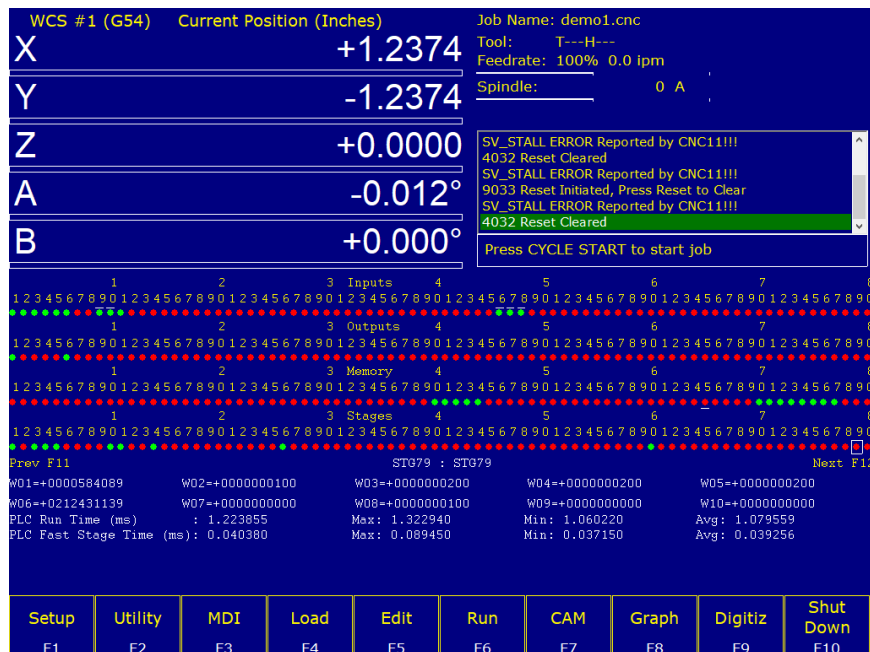 WCS #1 (G54) Current Position (Inches)
X +1.2374
Y -1.2374
Z +0.0000
A -0.012°
B +0.000°
Job Name: demo1.cnc
Tool: T---H---
Feedrate: 100% 0.0 ipm
Spindle: 0 A
SV_STALL ERROR Reported by CNC11!!!
4032 Reset Cleared
SV_STALL ERROR Reported by CNC11!!!
9033 Reset Initiated, Press Reset to Clear
SV_STALL ERROR Reported by CNC11!!!
4032 Reset Cleared
Press CYCLE START to start job
1 2 3 Inputs 4 5 6 7 8
12345678901234567890123456789012345678901234567890123456789012345678901234567890
1 2 3 Outputs 4 5 6 7 8
12345678901234567890123456789012345678901234567890123456789012345678901234567890
1 2 3 Memory 4 5 6 7 8
12345678901234567890123456789012345678901234567890123456789012345678901234567890
1 2 3 Stages 4 5 6 7 8
12345678901234567890123456789012345678901234567890123456789012345678901234567890
Prev F11 STG79 : STG79 Next F12
W01=+0000584089 W02=+0000000100 W03=+0000000200 W04=+0000000200 W05=+0000000200
W06=+0212431139 W07=+0000000000 W08=+0000000100 W09=+0000000000 W10=+0000000000
PLC Run Time (ms) : 1.223855 Max: 1.322940 Min: 1.060220 Avg: 1.079559
PLC Fast Stage Time (ms): 0.040380 Max: 0.089450 Min: 0.037150 Avg: 0.039256
Setup Utility MDI Load Edit Run CAM Graph Digitiz Shut Down
F1 F2 F3 F4 F5 F6 F7 F8 F9 F10